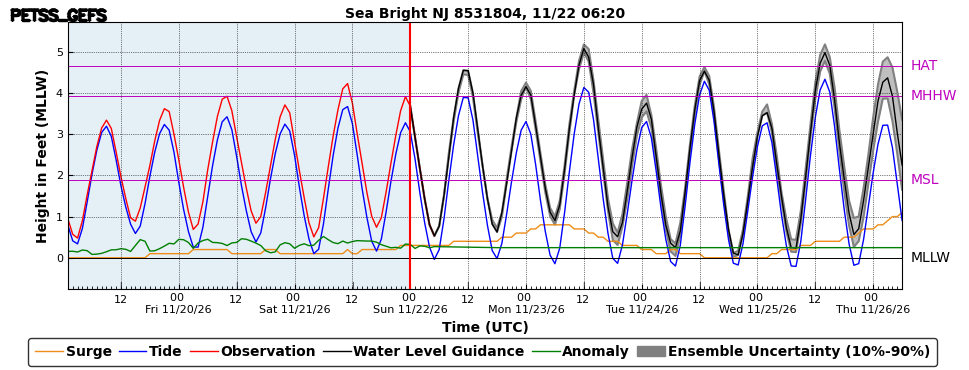 PETSS_GEFS
Sea Bright NJ 8531804, 11/22 06:20
Height in Feet (MLLW)
5
4
3
2
1
0
HAT
MHHW
MSL
MLLW
12 00 12 00 12 00 12 00 12 00 12 00 12 00
Fri 11/20/26 Sat 11/21/26 Sun 11/22/26 Mon 11/23/26 Tue 11/24/26 Wed 11/25/26 Thu 11/26/26
Time (UTC)
Surge Tide Observation Water Level Guidance Anomaly Ensemble Uncertainty (10%-90%)